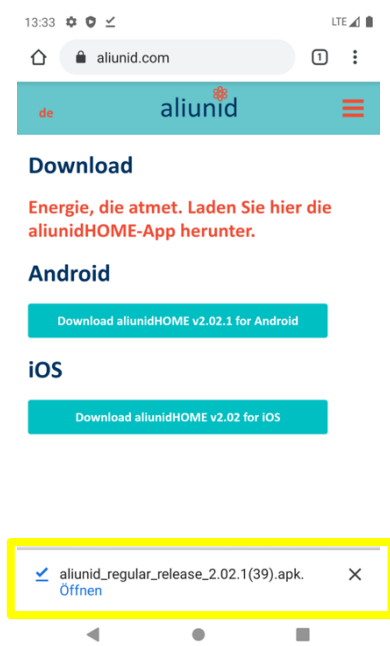 13:33
LTE
aliunid.com
1
de
aliunid
Download
Energie, die atmet. Laden Sie hier die
aliunidHOME-App herunter.
Android
Download aliunidHOME v2.02.1 for Android
iOS
Download aliunidHOME v2.02 for iOS
aliunid_regular_release_2.02.1(39).apk.
Öffnen